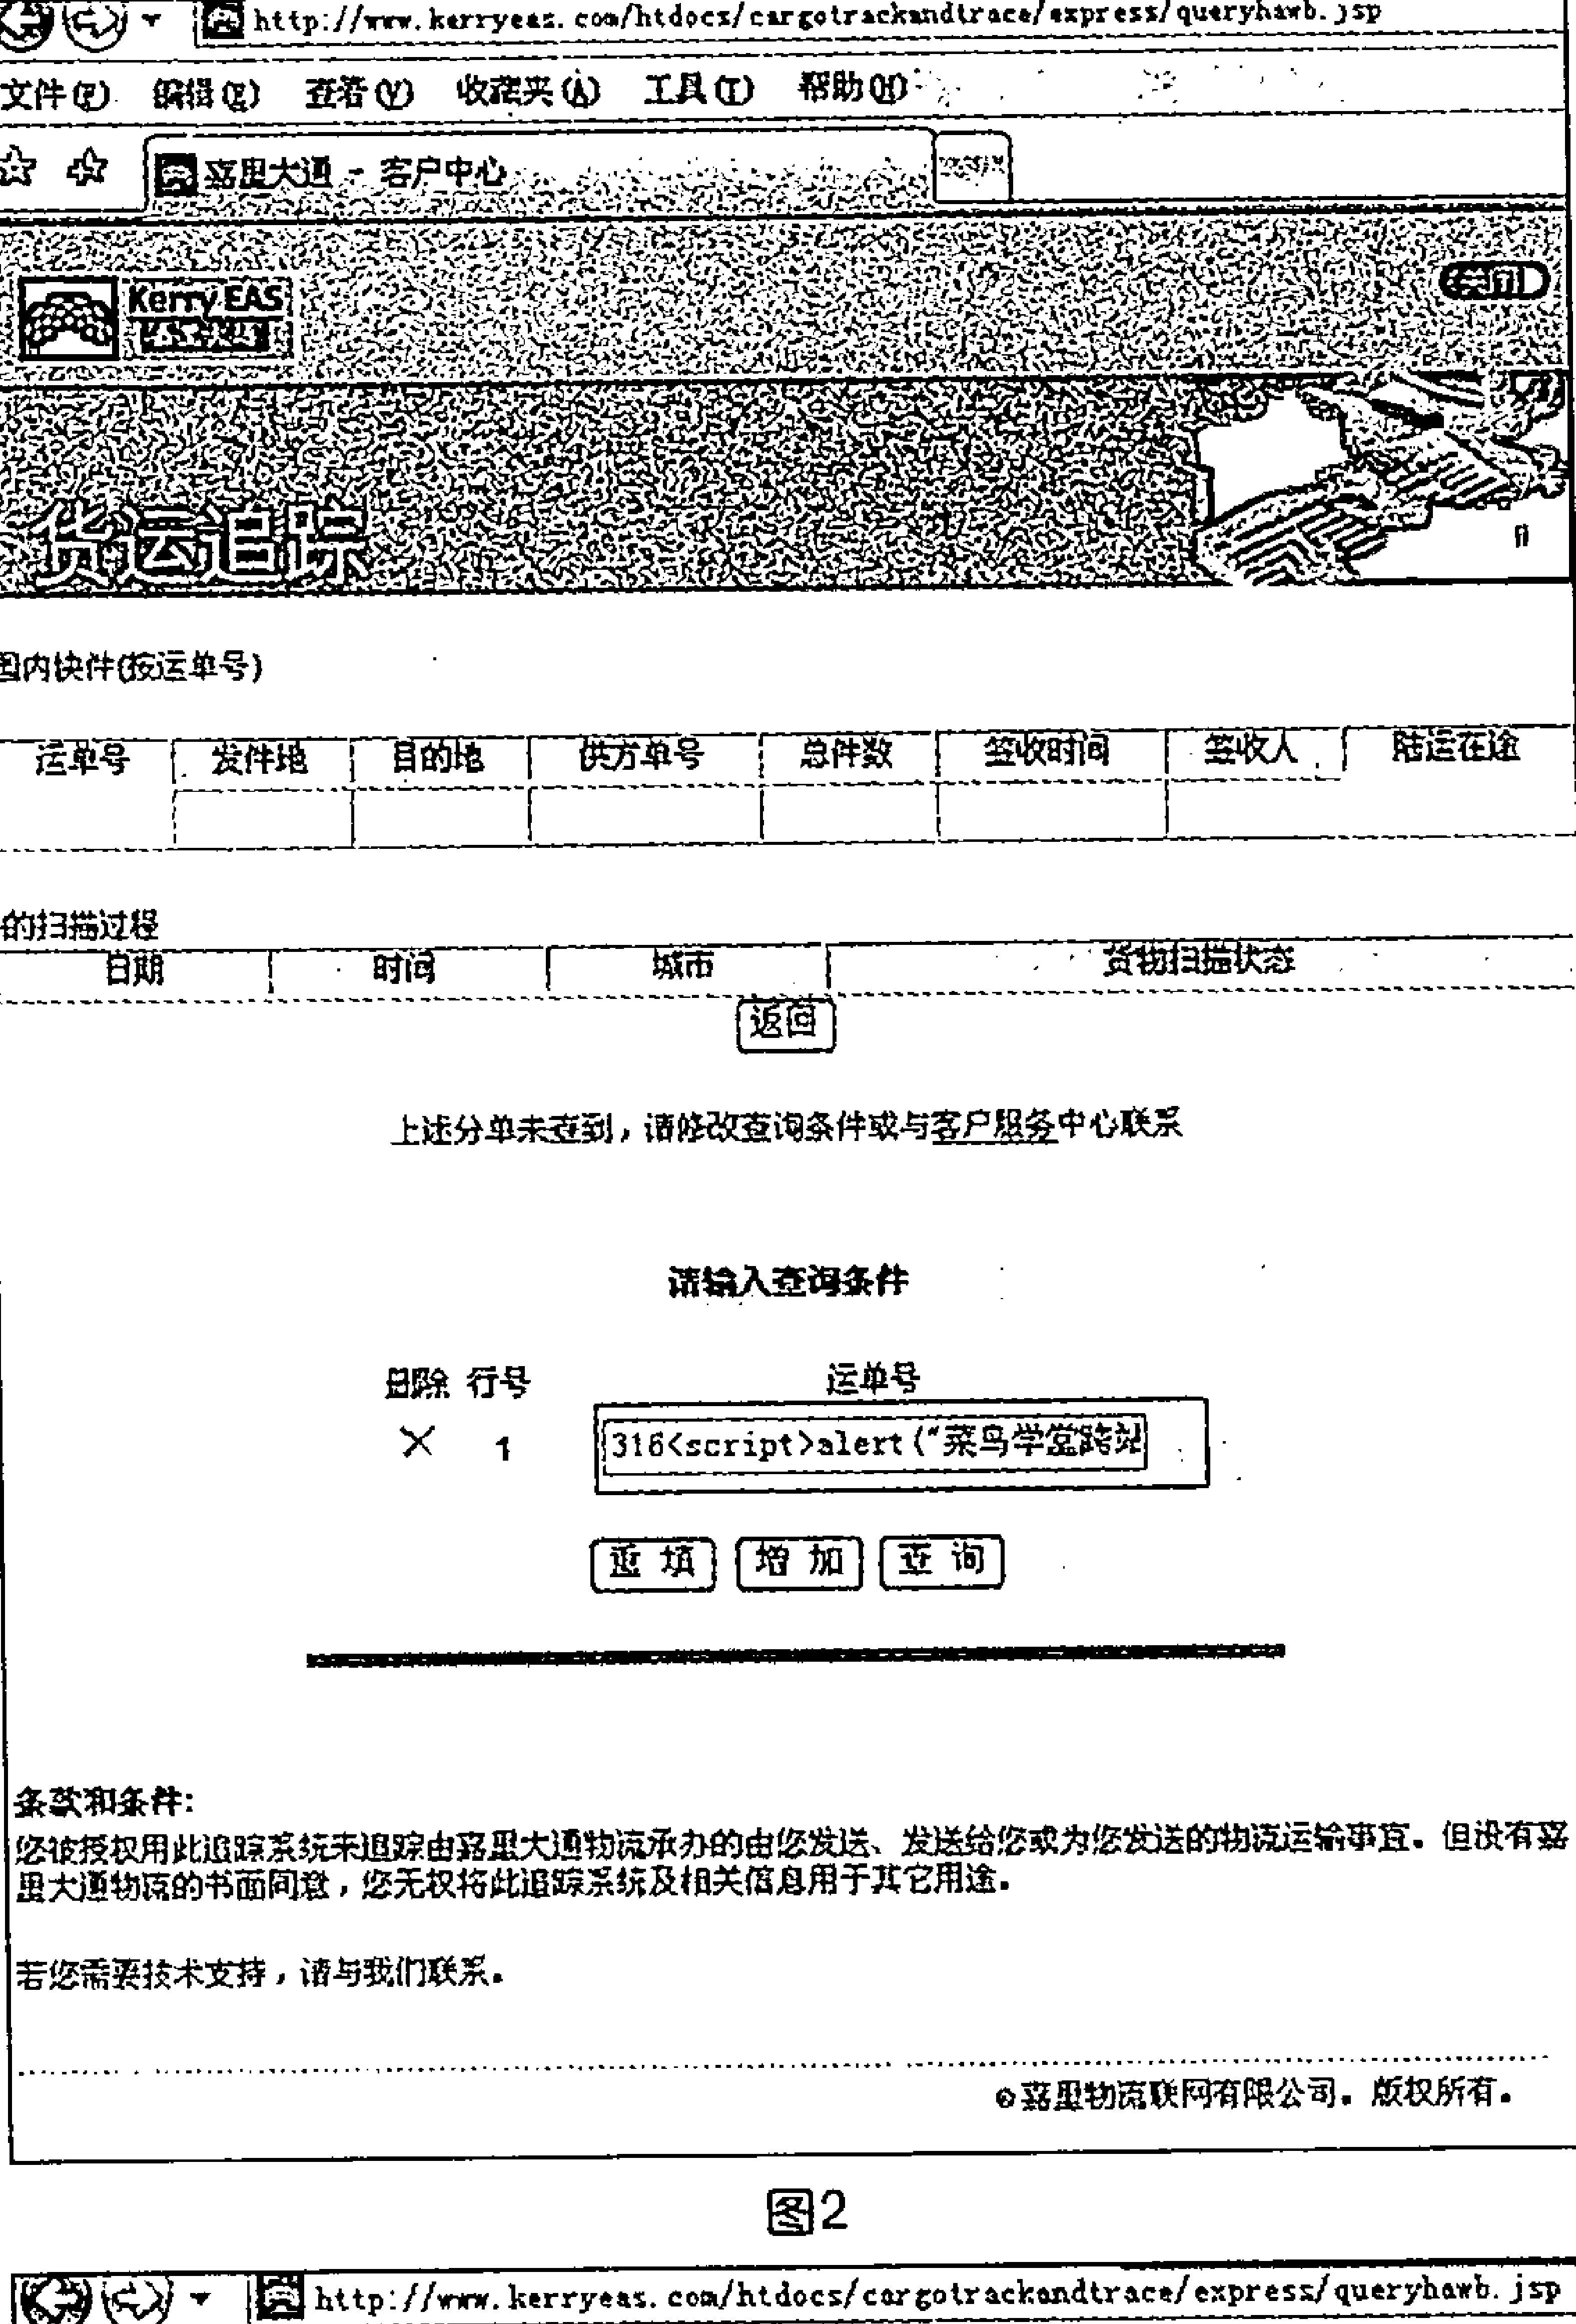 http://www.kerryeas.com/htdocs/cargotrackandtrace/express/queryhawb.jsp
文件(F) 编辑(E) 查看(V) 收藏夹(A) 工具(T) 帮助(H)
嘉里大通 - 客户中心
Kerry EAS
关闭
货运追踪
国内快件(按运单号)
运单号 发件地 目的地 供方单号 总件数 签收时间 签收人 陆运在途
的扫描过程
日期 时间 城市 货物扫描状态
返回
上述分单未查到，请修改查询条件或与客户服务中心联系
请输入查询条件
删除 行号 运单号
1 316<script>alert("菜鸟学堂跨站
重 填 增 加 查 询
条款和条件:
您被授权用此追踪系统来追踪由嘉里大通物流承办的由您发送、发送给您或为您发送的物流运输事宜。但没有嘉
里大通物流的书面同意，您无权将此追踪系统及相关信息用于其它用途。
若您需要技术支持，请与我们联系。
©嘉里物流联网有限公司。版权所有。
图2
http://www.kerryeas.com/htdocs/cargotrackandtrace/express/queryhawb.jsp